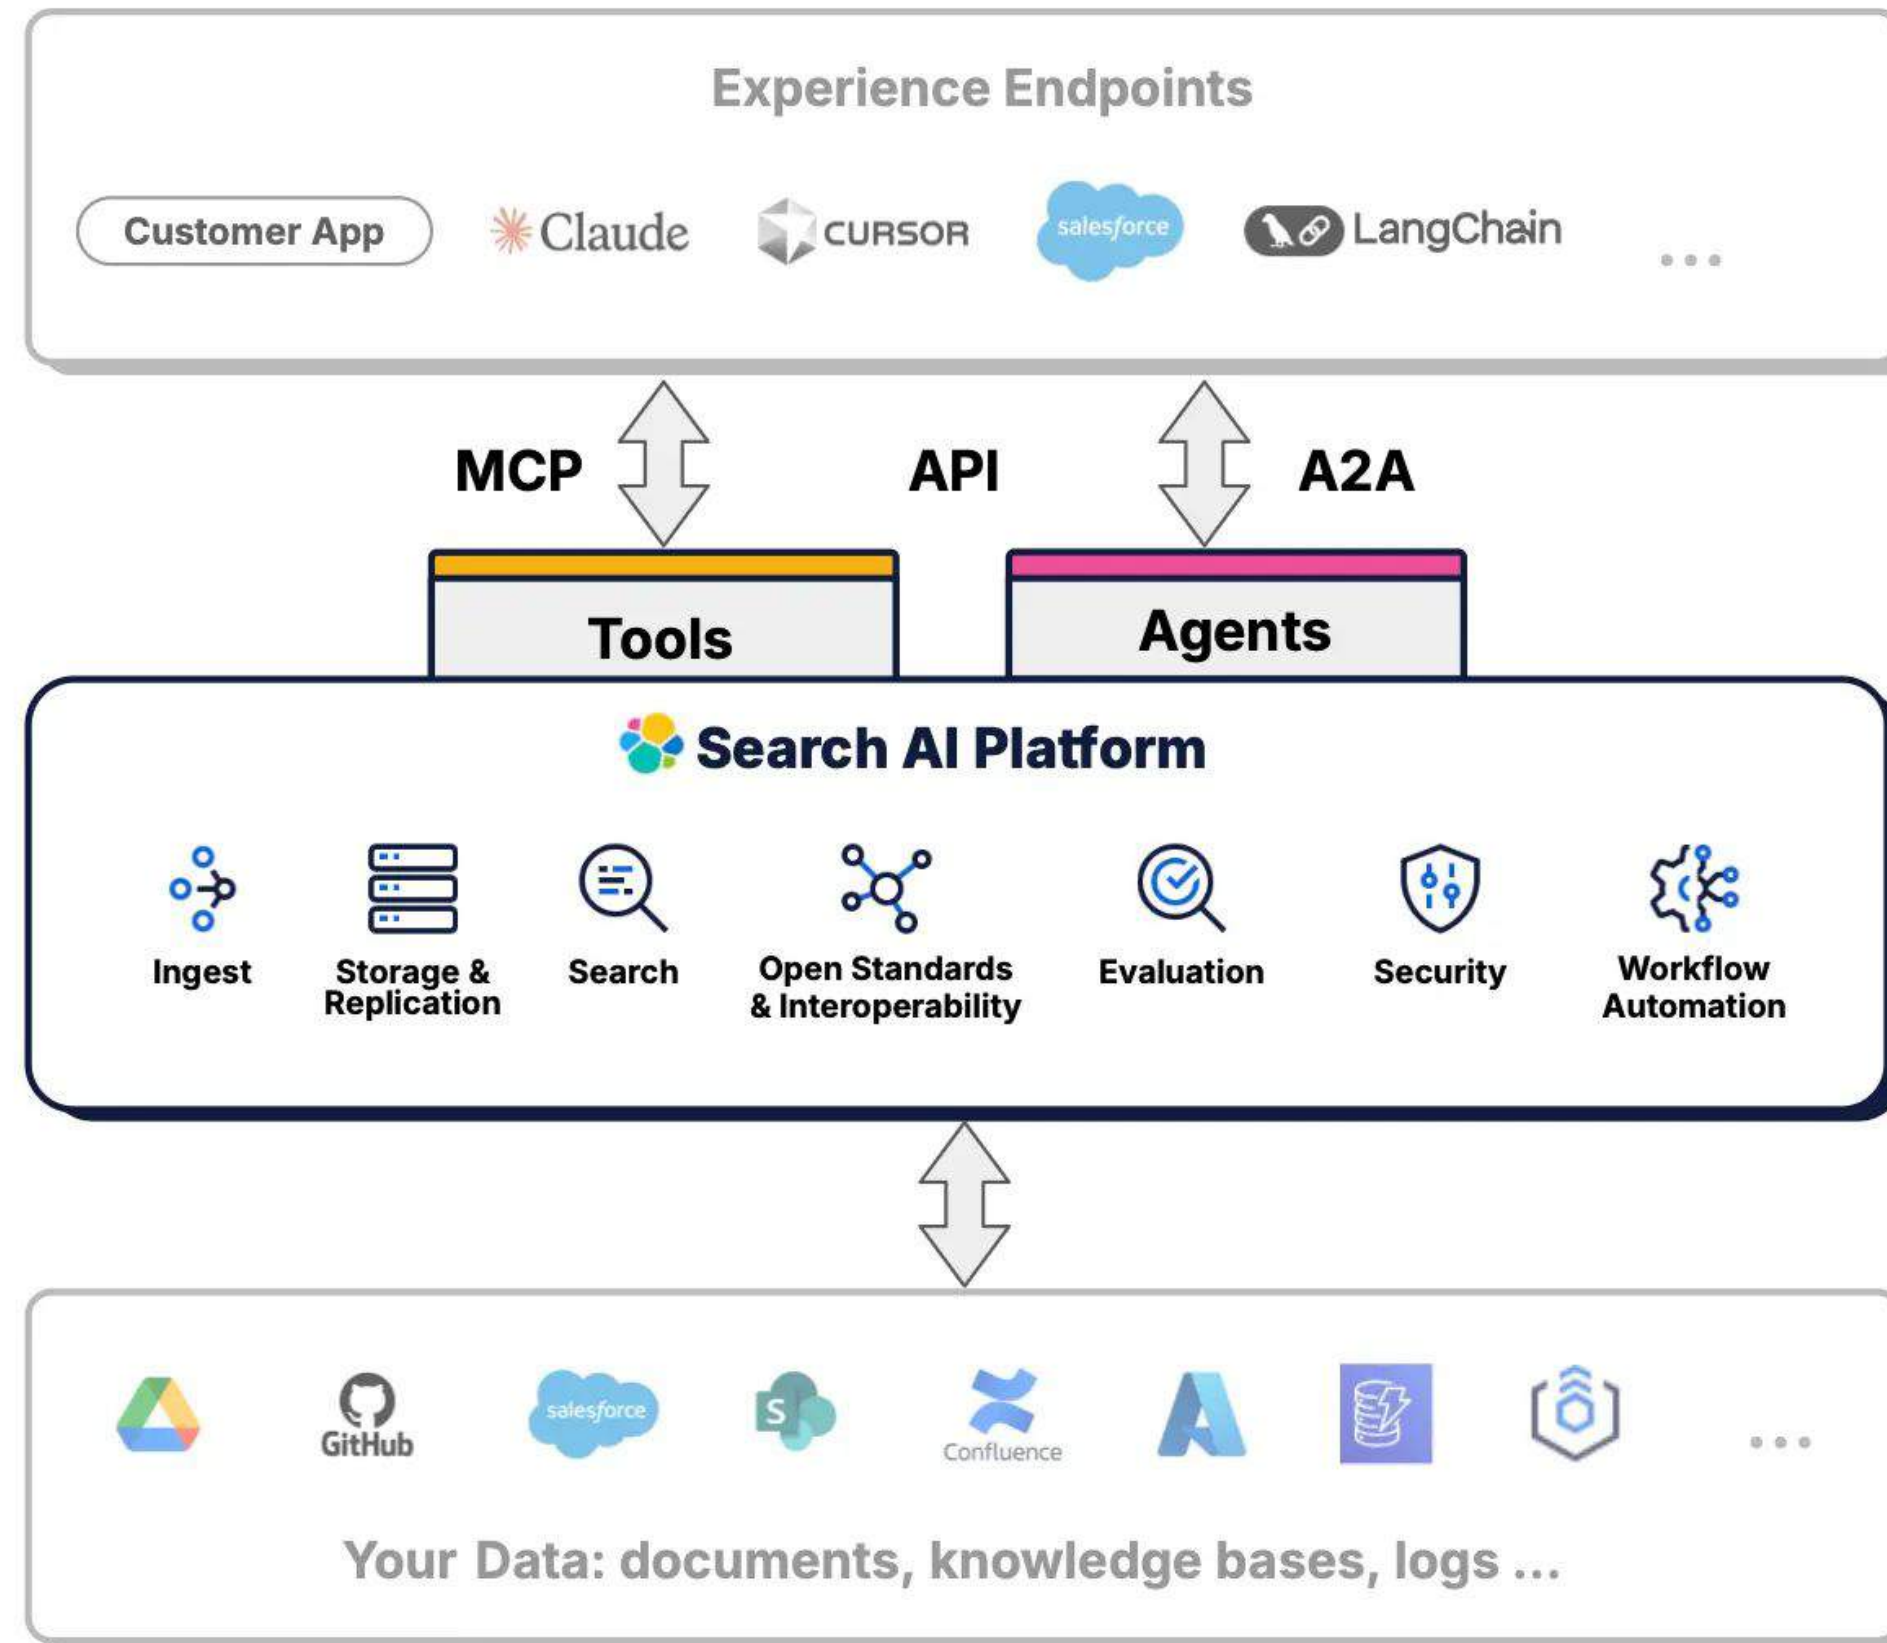 Experience Endpoints
Customer App
Claude
CURSOR
salesforce
LangChain
...
MCP
API
A2A
Tools
Agents
Search AI Platform
Ingest
Storage &
Replication
Search
Open Standards
& Interoperability
Evaluation
Security
Workflow
Automation
GitHub
salesforce
S
Confluence
...
Your Data: documents, knowledge bases, logs ...